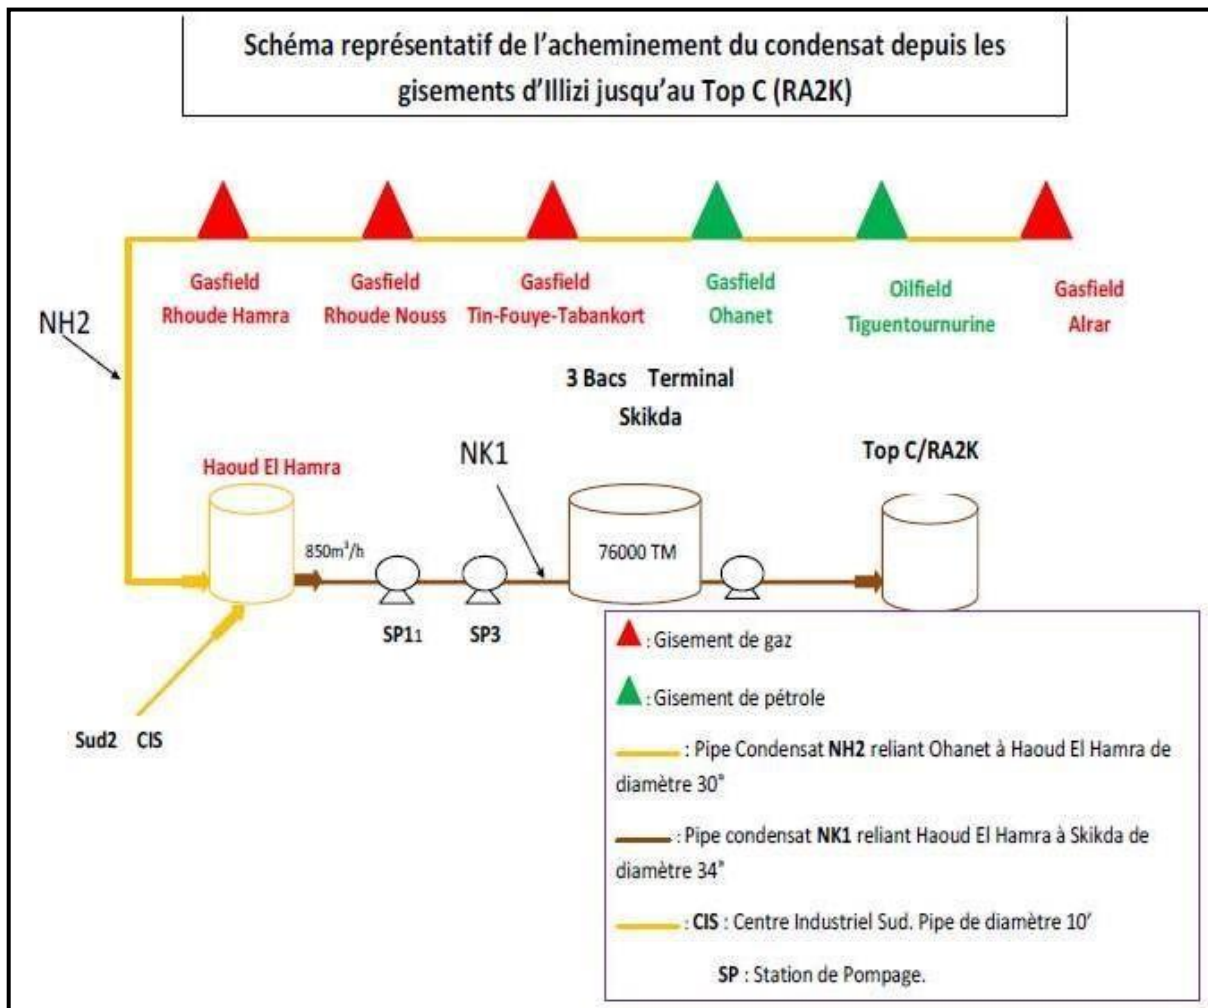 Schéma représentatif de l'acheminement du condensat depuis les
gisements d'Illizi jusqu'au Top C (RA2K)
Gasfield
Rhoude Hamra
Gasfield
Rhoude Nouss
Gasfield
Tin-Fouye-Tabankort
Gasfield
Ohanet
Oilfield
Tiguentournurine
Gasfield
Alrar
NH2
3 Bacs Terminal
Skikda
Haoud El Hamra
NK1
Top C/RA2K
850m³/h
76000 TM
SP11
SP3
Sud2 CIS
: Gisement de gaz
: Gisement de pétrole
: Pipe Condensat NH2 reliant Ohanet à Haoud El Hamra de
diamètre 30"
: Pipe condensat NK1 reliant Haoud El Hamra à Skikda de
diamètre 34"
: CIS : Centre Industriel Sud. Pipe de diamètre 10'
SP : Station de Pompage.